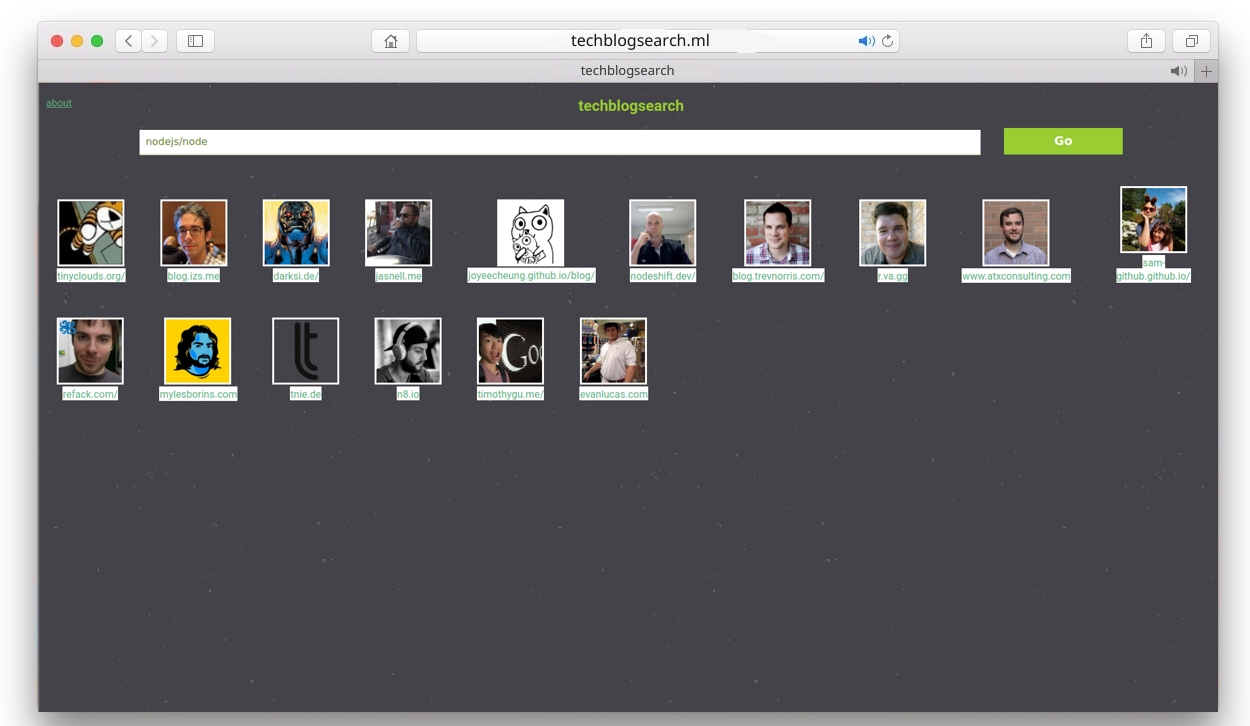 techblogsearch.ml
techblogsearch
about
techblogsearch
nodejs/node
Go
tinyclouds.org/
blog.izs.me
darksi.de/
jasnell.me
joyeecheung.github.io/blog/
nodeshift.dev/
blog.trevnorris.com/
r.va.gg
www.atxconsulting.com
sam-
github.github.io/
refack.com/
mylesborins.com
tnie.de
n8.io
timothygu.me/
evanlucas.com
Goo